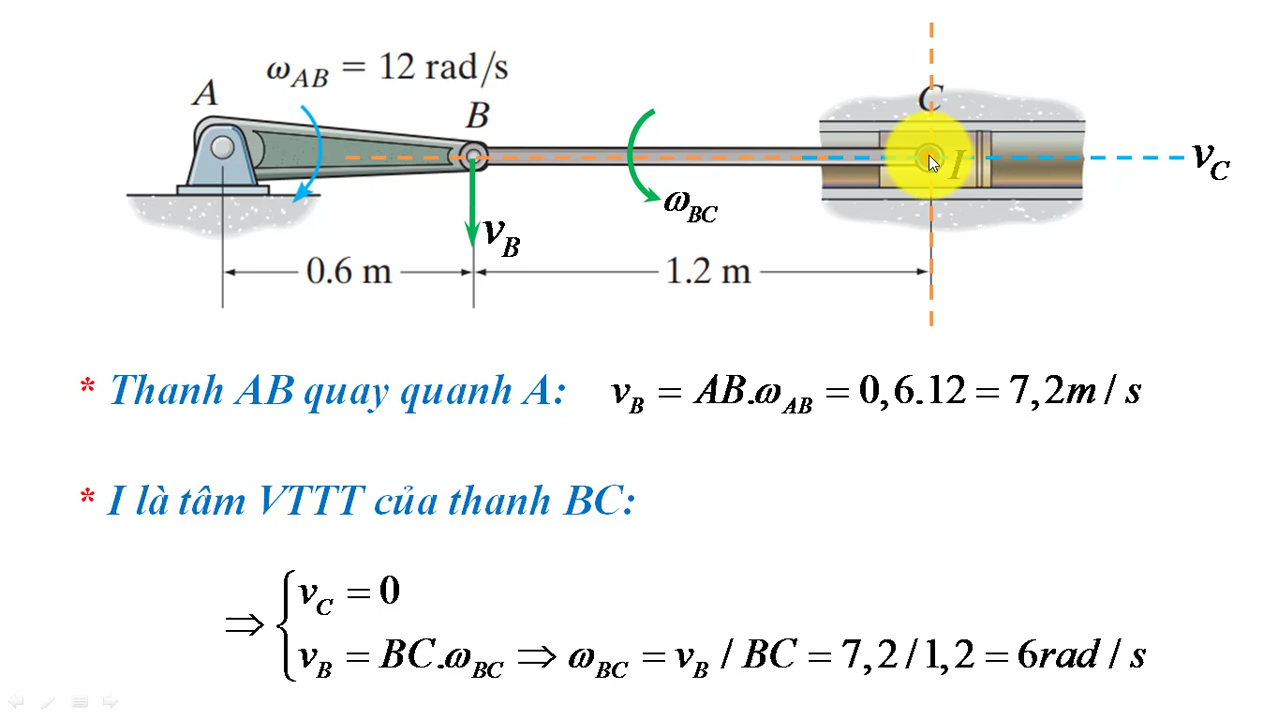 ω_AB = 12 rad/s
A
B
C
I
v_C
ω_BC
v_B
0.6 m
1.2 m
* Thanh AB quay quanh A: v_B = AB.ω_AB = 0,6.12 = 7,2m / s
* I là tâm VTTT của thanh BC:
⇒ { v_C = 0
v_B = BC.ω_BC ⇒ ω_BC = v_B / BC = 7,2 / 1,2 = 6rad / s